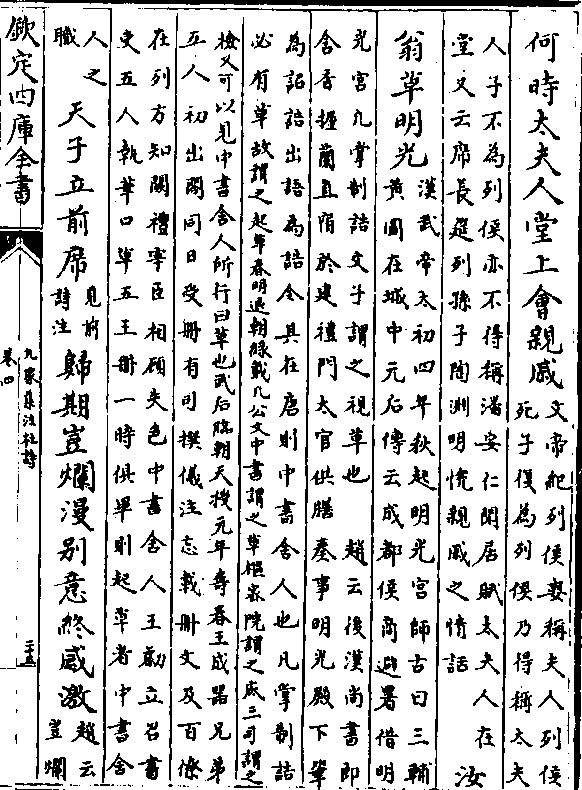 何時太夫人堂上會親戚文帝紀列侯妻稱夫人列侯
死子復為列侯乃得稱太夫
人子不為列侯亦不得稱潘安仁閑居賦太夫人在
堂又云席長筵列孫子陶淵明悅親戚之情話 汝
翁草明光漢武帝太初四年秋起明光宮師古曰三輔
黃圖在城中元后傳云成都侯商避暑借明
光宮凡掌制誥文字謂之視草也 趙云後漢尚書郎
含香握蘭直宿於建禮門太官供膳奏事明光殿下筆
為詔誥出語為誥令其在唐則中書舍人也凡掌制誥
必有草故謂之起草春明退朝録載凡公文中書謂之草樞密院謂之底三司謂之
檢又可以見中書舍人所行曰草也武后臨朝天授元年壽春王成器兄弟
五人初出閤同日受冊有司撰儀注忘載冊文及百僚
在列方知闕禮宰臣相顧失色中書舍人王勮立召書
吏五人執筆口草五王冊一時俱畢則起草者中書舍
人之
職 天子立前席見前
詩注歸期豈爛漫别意終感激趙云
豈爛
欽定四庫全書
九家集注杜詩
卷四
二十五